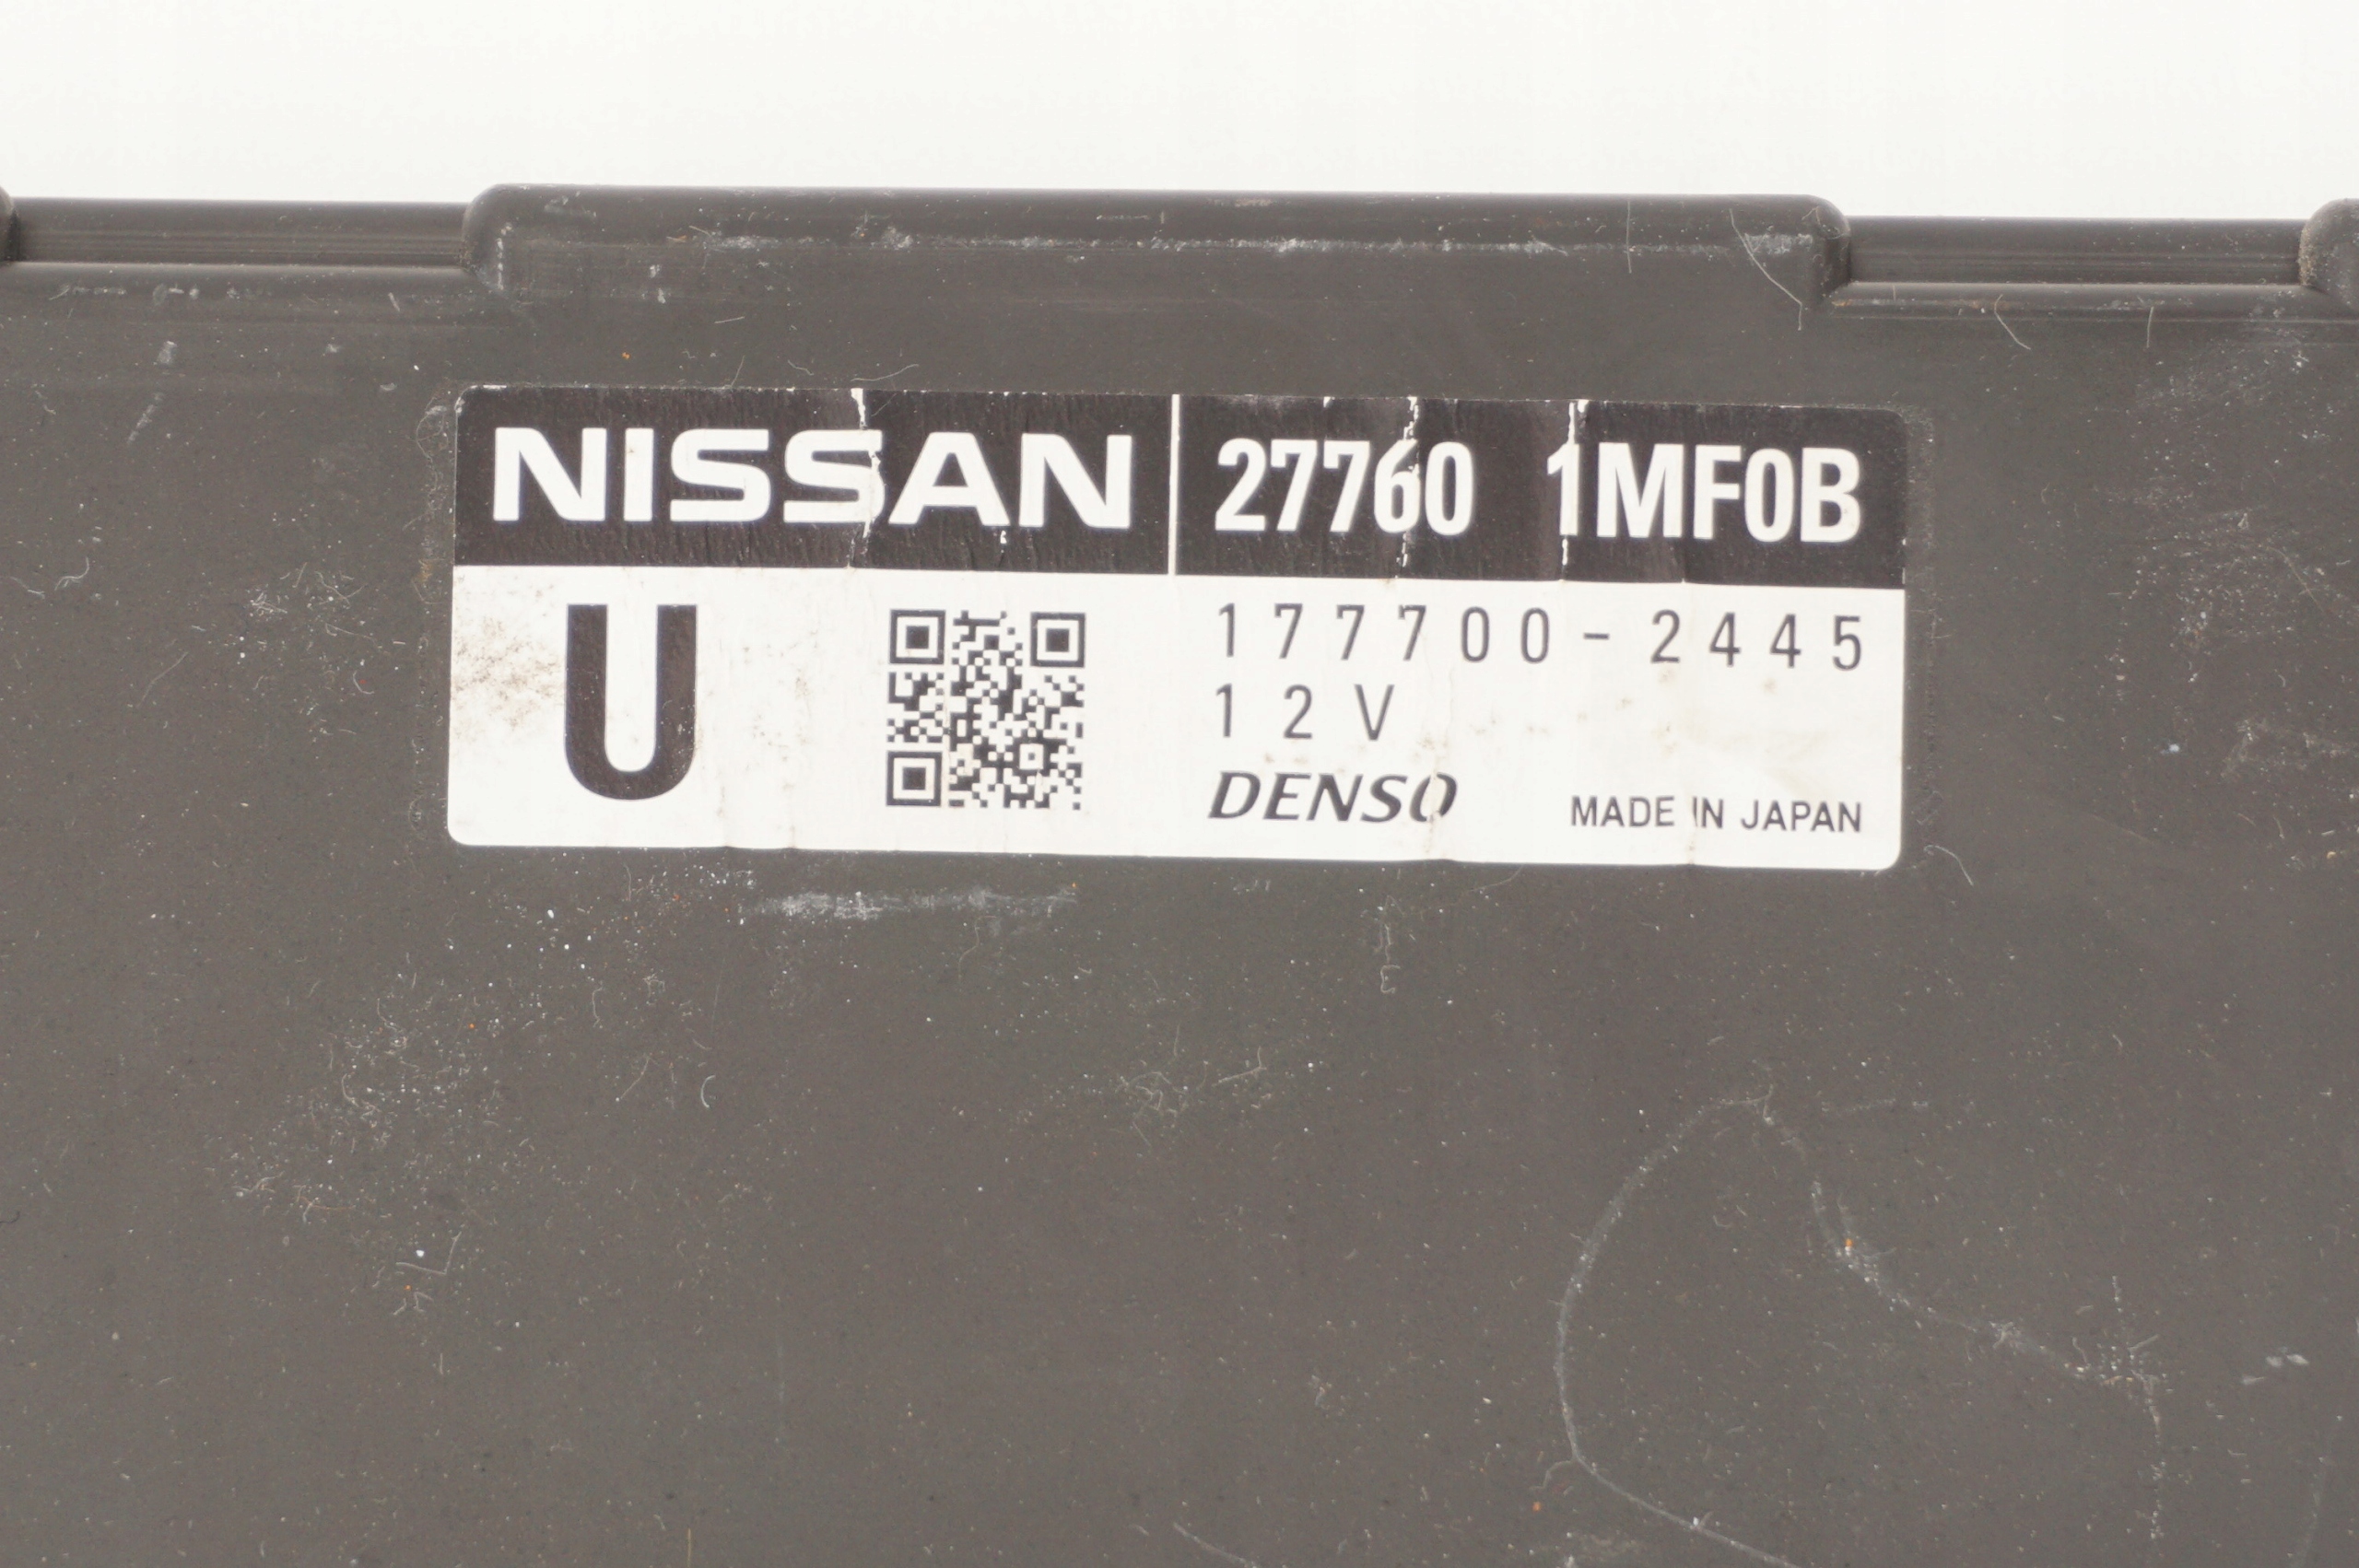 NISSAN 27760 1MF0B
U
177700-2445
12V
DENSO MADE IN JAPAN